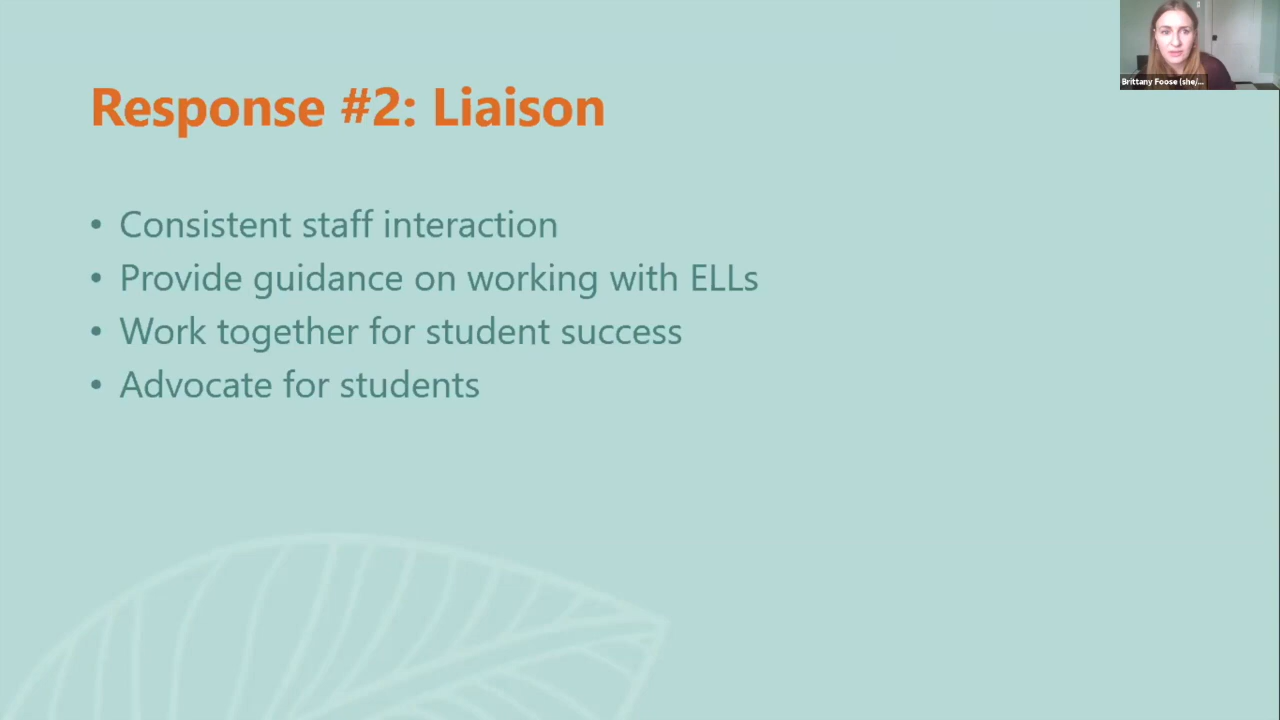 Brittany Foose (she/...
Response #2: Liaison
• Consistent staff interaction
• Provide guidance on working with ELLs
• Work together for student success
• Advocate for students